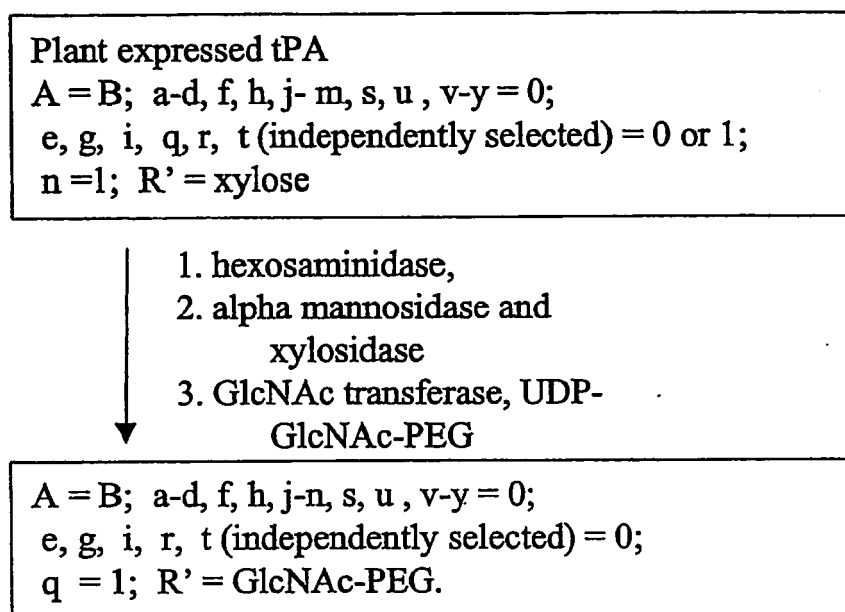 Plant expressed tPA
A = B; a-d, f, h, j- m, s, u , v-y = 0;
e, g, i, q, r, t (independently selected) = 0 or 1;
n =1; R’ = xylose
1. hexosaminidase,
2. alpha mannosidase and
xylosidase
3. GlcNAc transferase, UDP-
GlcNAc-PEG
A = B; a-d, f, h, j-n, s, u , v-y = 0;
e, g, i, r, t (independently selected) = 0;
q = 1; R’ = GlcNAc-PEG.